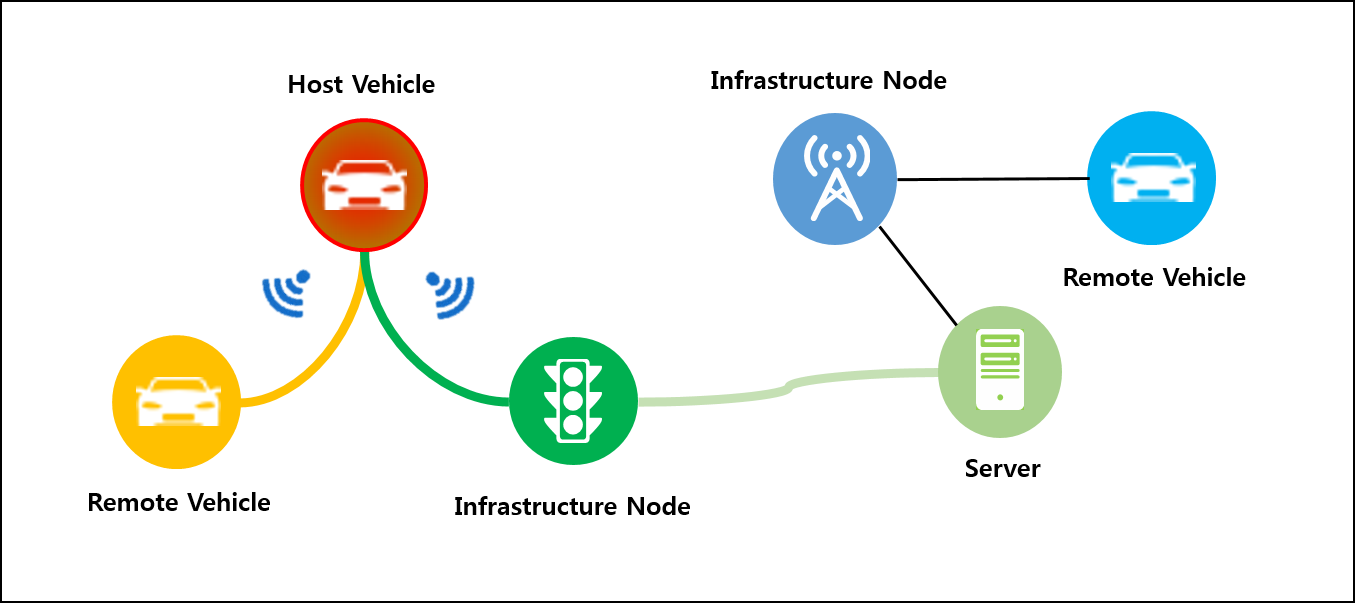 Host Vehicle
Infrastructure Node
Remote Vehicle
Remote Vehicle
Infrastructure Node
Server